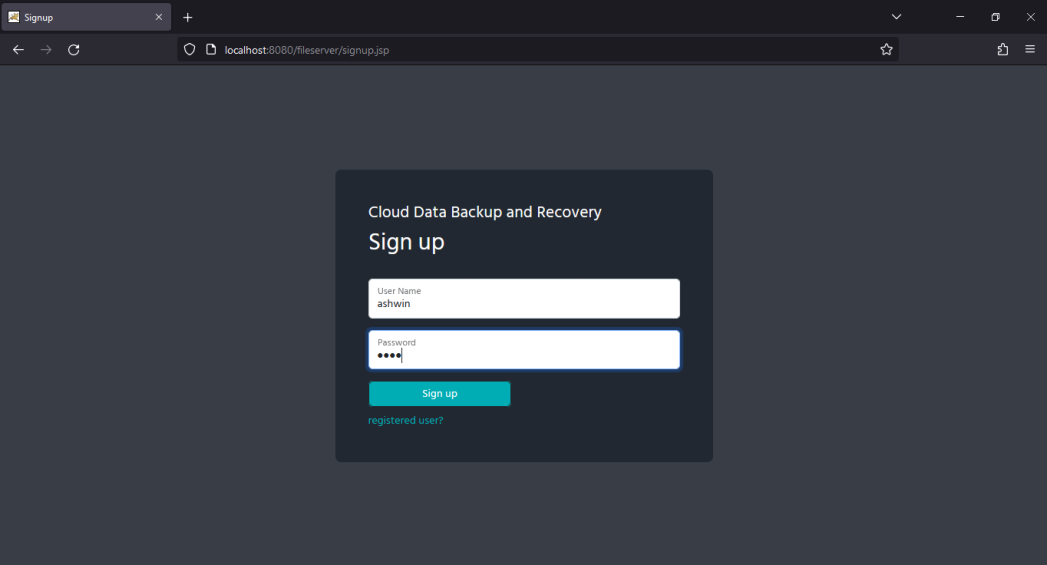 Signup
localhost:8080/fileserver/signup.jsp
Cloud Data Backup and Recovery
Sign up
User Name
ashwin
Password
••••
Sign up
registered user?